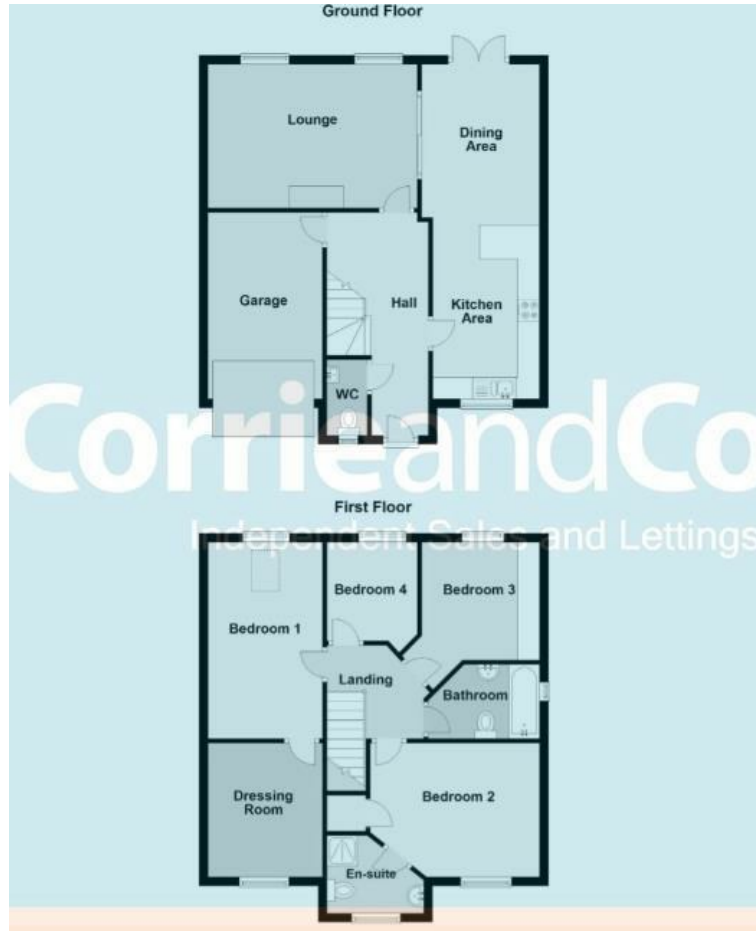 Ground Floor
Lounge
Dining
Area
Garage
Hall
Kitchen
Area
WC
CorrieandCo
First Floor
Independent Sales and Lettings
Bedroom 4
Bedroom 3
Bedroom 1
Landing
Bathroom
Dressing
Room
Bedroom 2
En-suite